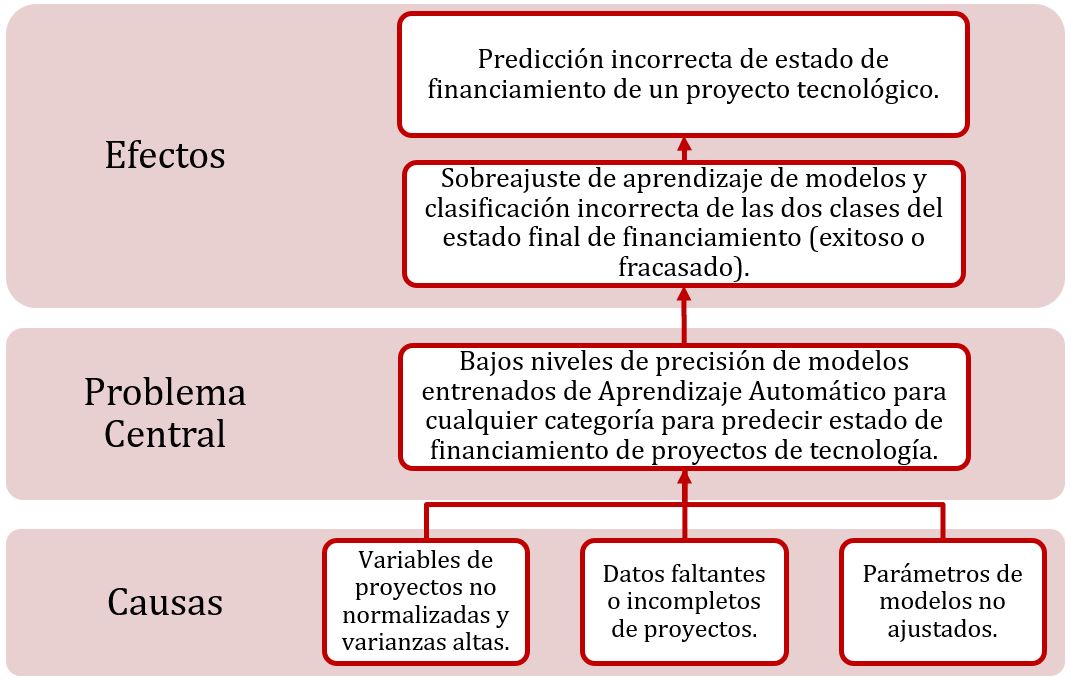 Efectos
Predicción incorrecta de estado de
financiamiento de un proyecto tecnológico.
Sobreajuste de aprendizaje de modelos y
clasificación incorrecta de las dos clases del
estado final de financiamiento (exitoso o
fracasado).
Problema
Central
Bajos niveles de precisión de modelos
entrenados de Aprendizaje Automático para
cualquier categoría para predecir estado de
financiamiento de proyectos de tecnología.
Causas
Variables de
proyectos no
normalizadas y
varianzas altas.
Datos faltantes
o incompletos
de proyectos.
Parámetros de
modelos no
ajustados.